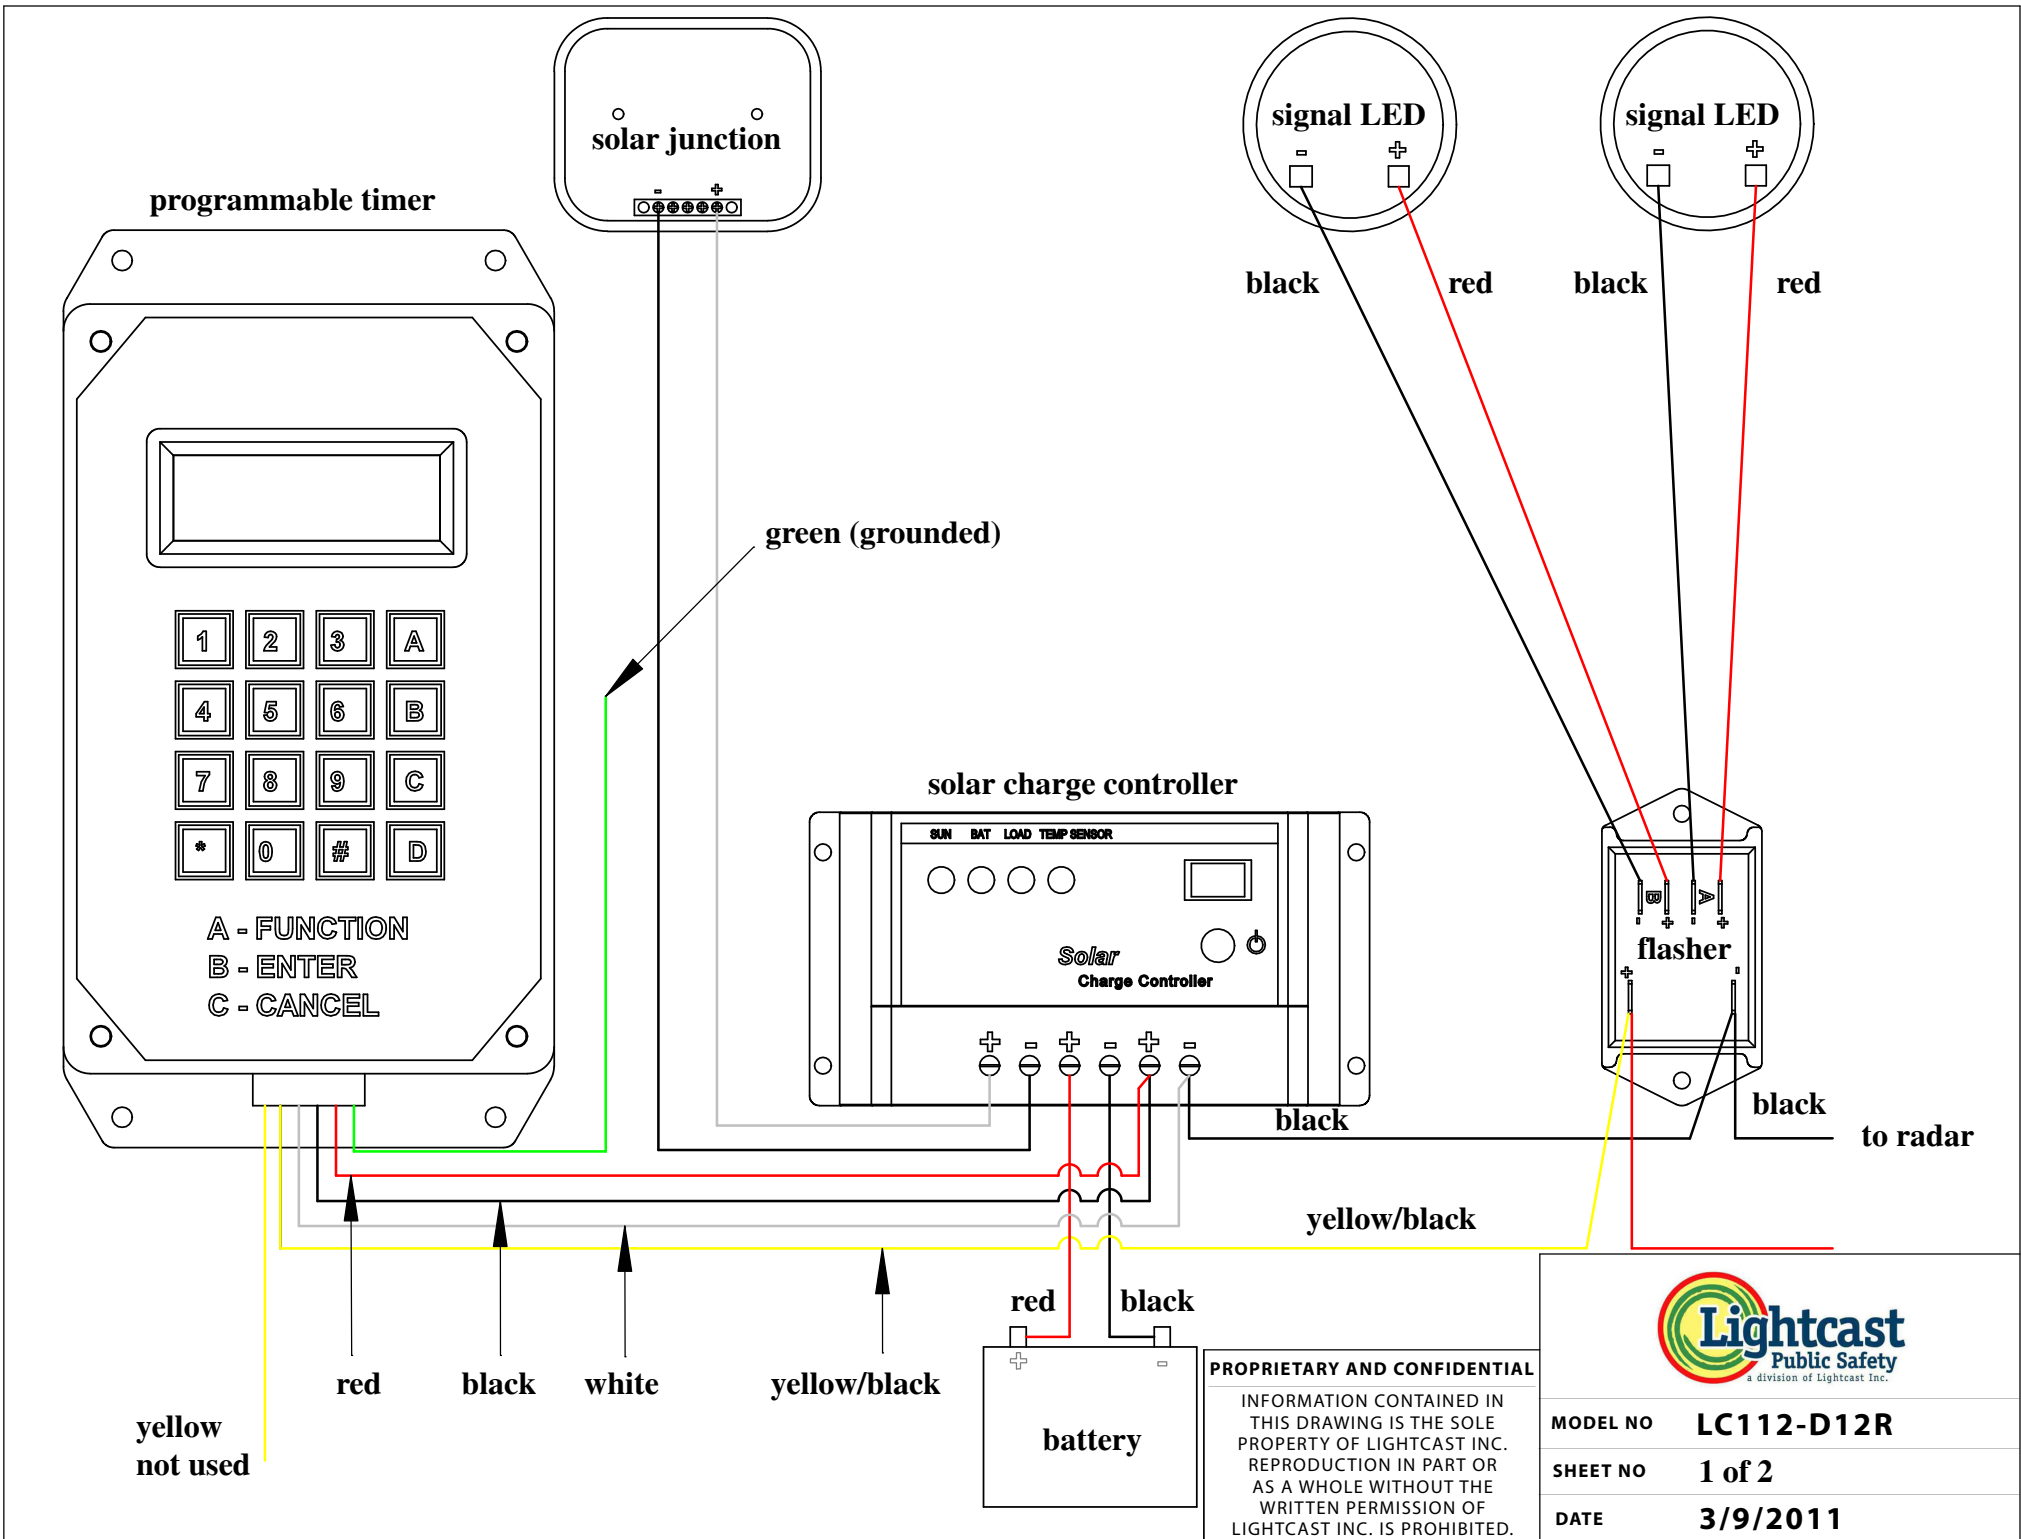 solar junction
- +
signal LED
- +
signal LED
- +
programmable timer
black
red
black
red
green (grounded)
1 2 3 A
4 5 6 B
7 8 9 C
* 0 # D
A - FUNCTION
B - ENTER
C - CANCEL
solar charge controller
SUN BAT LOAD TEMP SENSOR
Solar
Charge Controller
+ - + - + -
B A
- + - +
flasher
+ -
black
black
to radar
yellow/black
red
black
red
black
white
yellow/black
yellow
not used
+ -
battery
PROPRIETARY AND CONFIDENTIAL
INFORMATION CONTAINED IN
THIS DRAWING IS THE SOLE
PROPERTY OF LIGHTCAST INC.
REPRODUCTION IN PART OR
AS A WHOLE WITHOUT THE
WRITTEN PERMISSION OF
LIGHTCAST INC. IS PROHIBITED.
Lightcast
Public Safety
a division of Lightcast Inc.
MODEL NO LC112-D12R
SHEET NO 1 of 2
DATE 3/9/2011